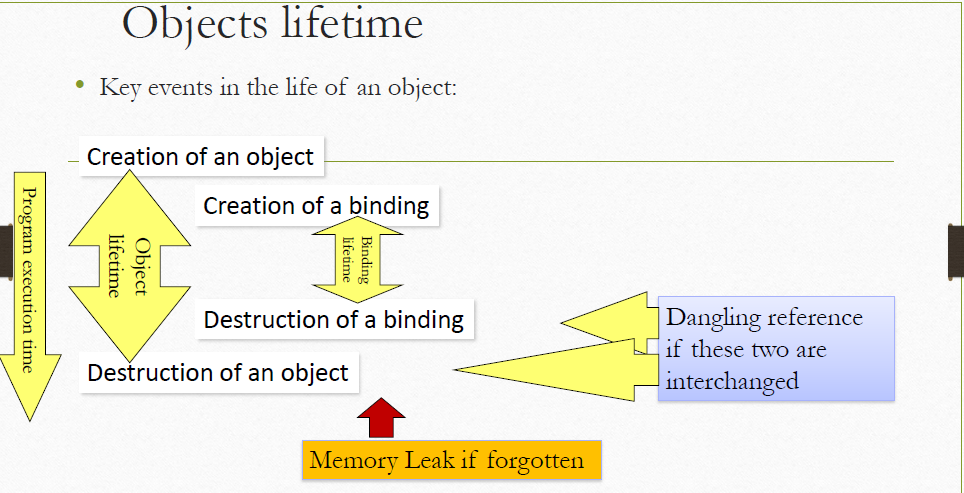 Objects lifetime
• Key events in the life of an object:
Creation of an object
Creation of a binding
Program execution time
Object
lifetime
Binding
lifetime
Destruction of a binding
Destruction of an object
Dangling reference
if these two are
interchanged
Memory Leak if forgotten